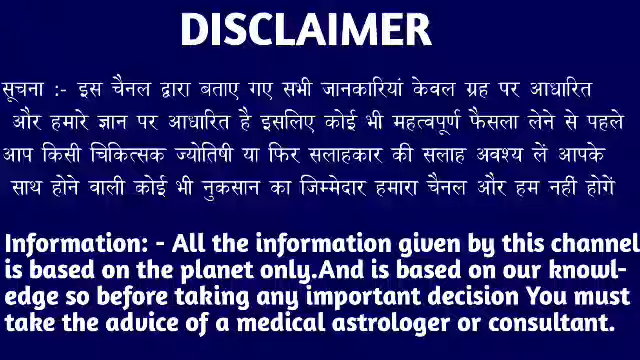 DISCLAIMER
सूचना :- इस चैनल द्वारा बताए गए सभी जानकारियां केवल ग्रह पर आधारित
और हमारे ज्ञान पर आधारित है इसलिए कोई भी महत्वपूर्ण फैसला लेने से पहले
आप किसी चिकित्सक ज्योतिषी या फिर सलाहकार की सलाह अवश्य लें आपके
साथ होने वाली कोई भी नुकसान का जिम्मेदार हमारा चैनल और हम नहीं होगें
Information: - All the information given by this channel
is based on the planet only.And is based on our knowl-
edge so before taking any important decision You must
take the advice of a medical astrologer or consultant.